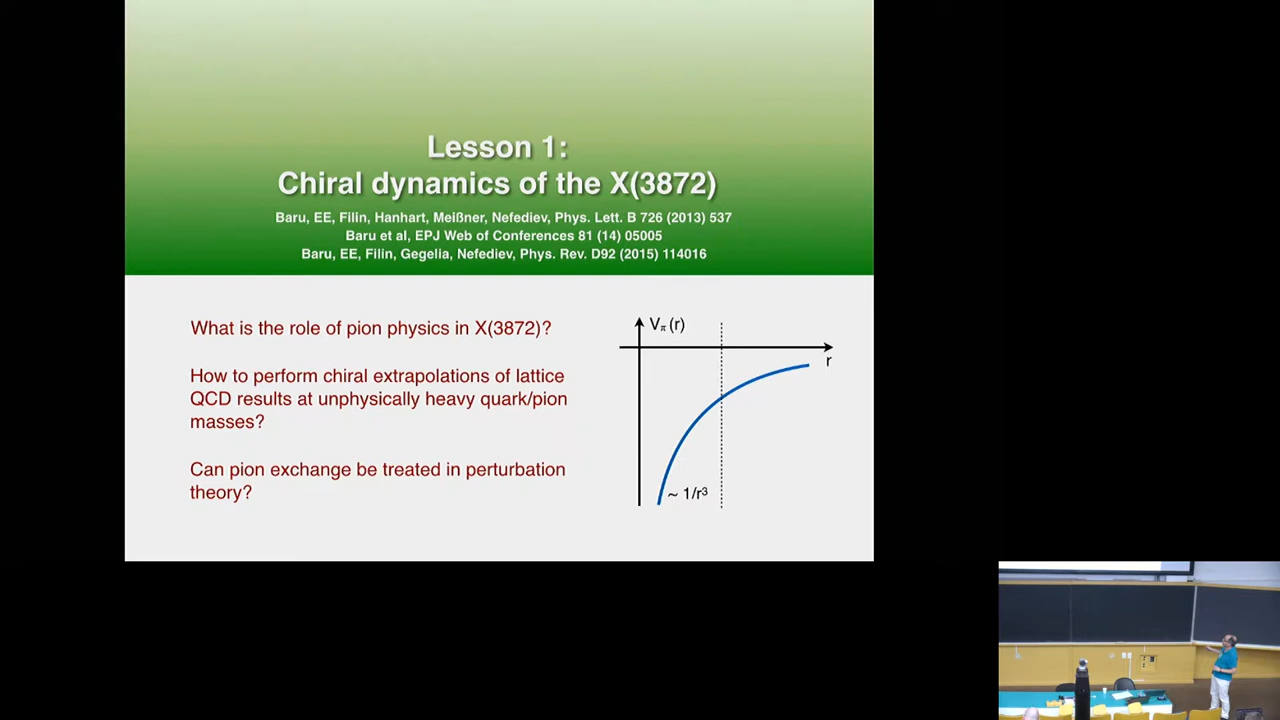 Lesson 1:
Chiral dynamics of the X(3872)
Baru, EE, Filin, Hanhart, Meißner, Nefediev, Phys. Lett. B 726 (2013) 537
Baru et al, EPJ Web of Conferences 81 (14) 05005
Baru, EE, Filin, Gegelia, Nefediev, Phys. Rev. D92 (2015) 114016
What is the role of pion physics in X(3872)?
How to perform chiral extrapolations of lattice
QCD results at unphysically heavy quark/pion
masses?
Can pion exchange be treated in perturbation
theory?
Vπ (r)
r
~ 1/r³